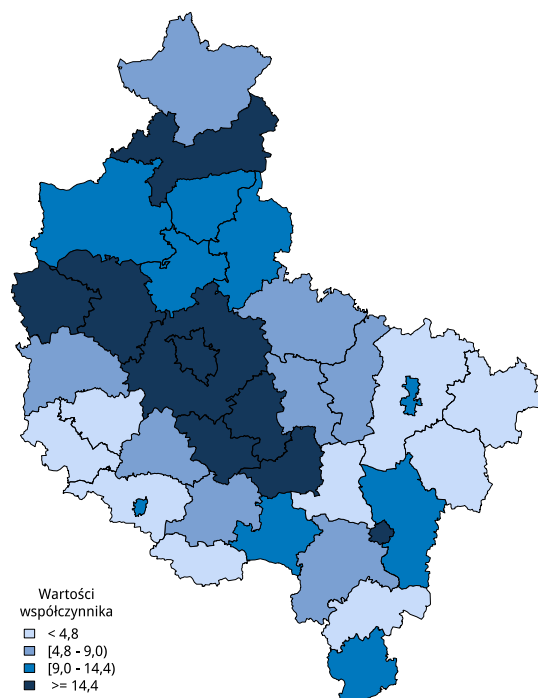 Wartości
współczynnika
< 4,8
[4,8 - 9,0)
[9,0 - 14,4)
>= 14,4